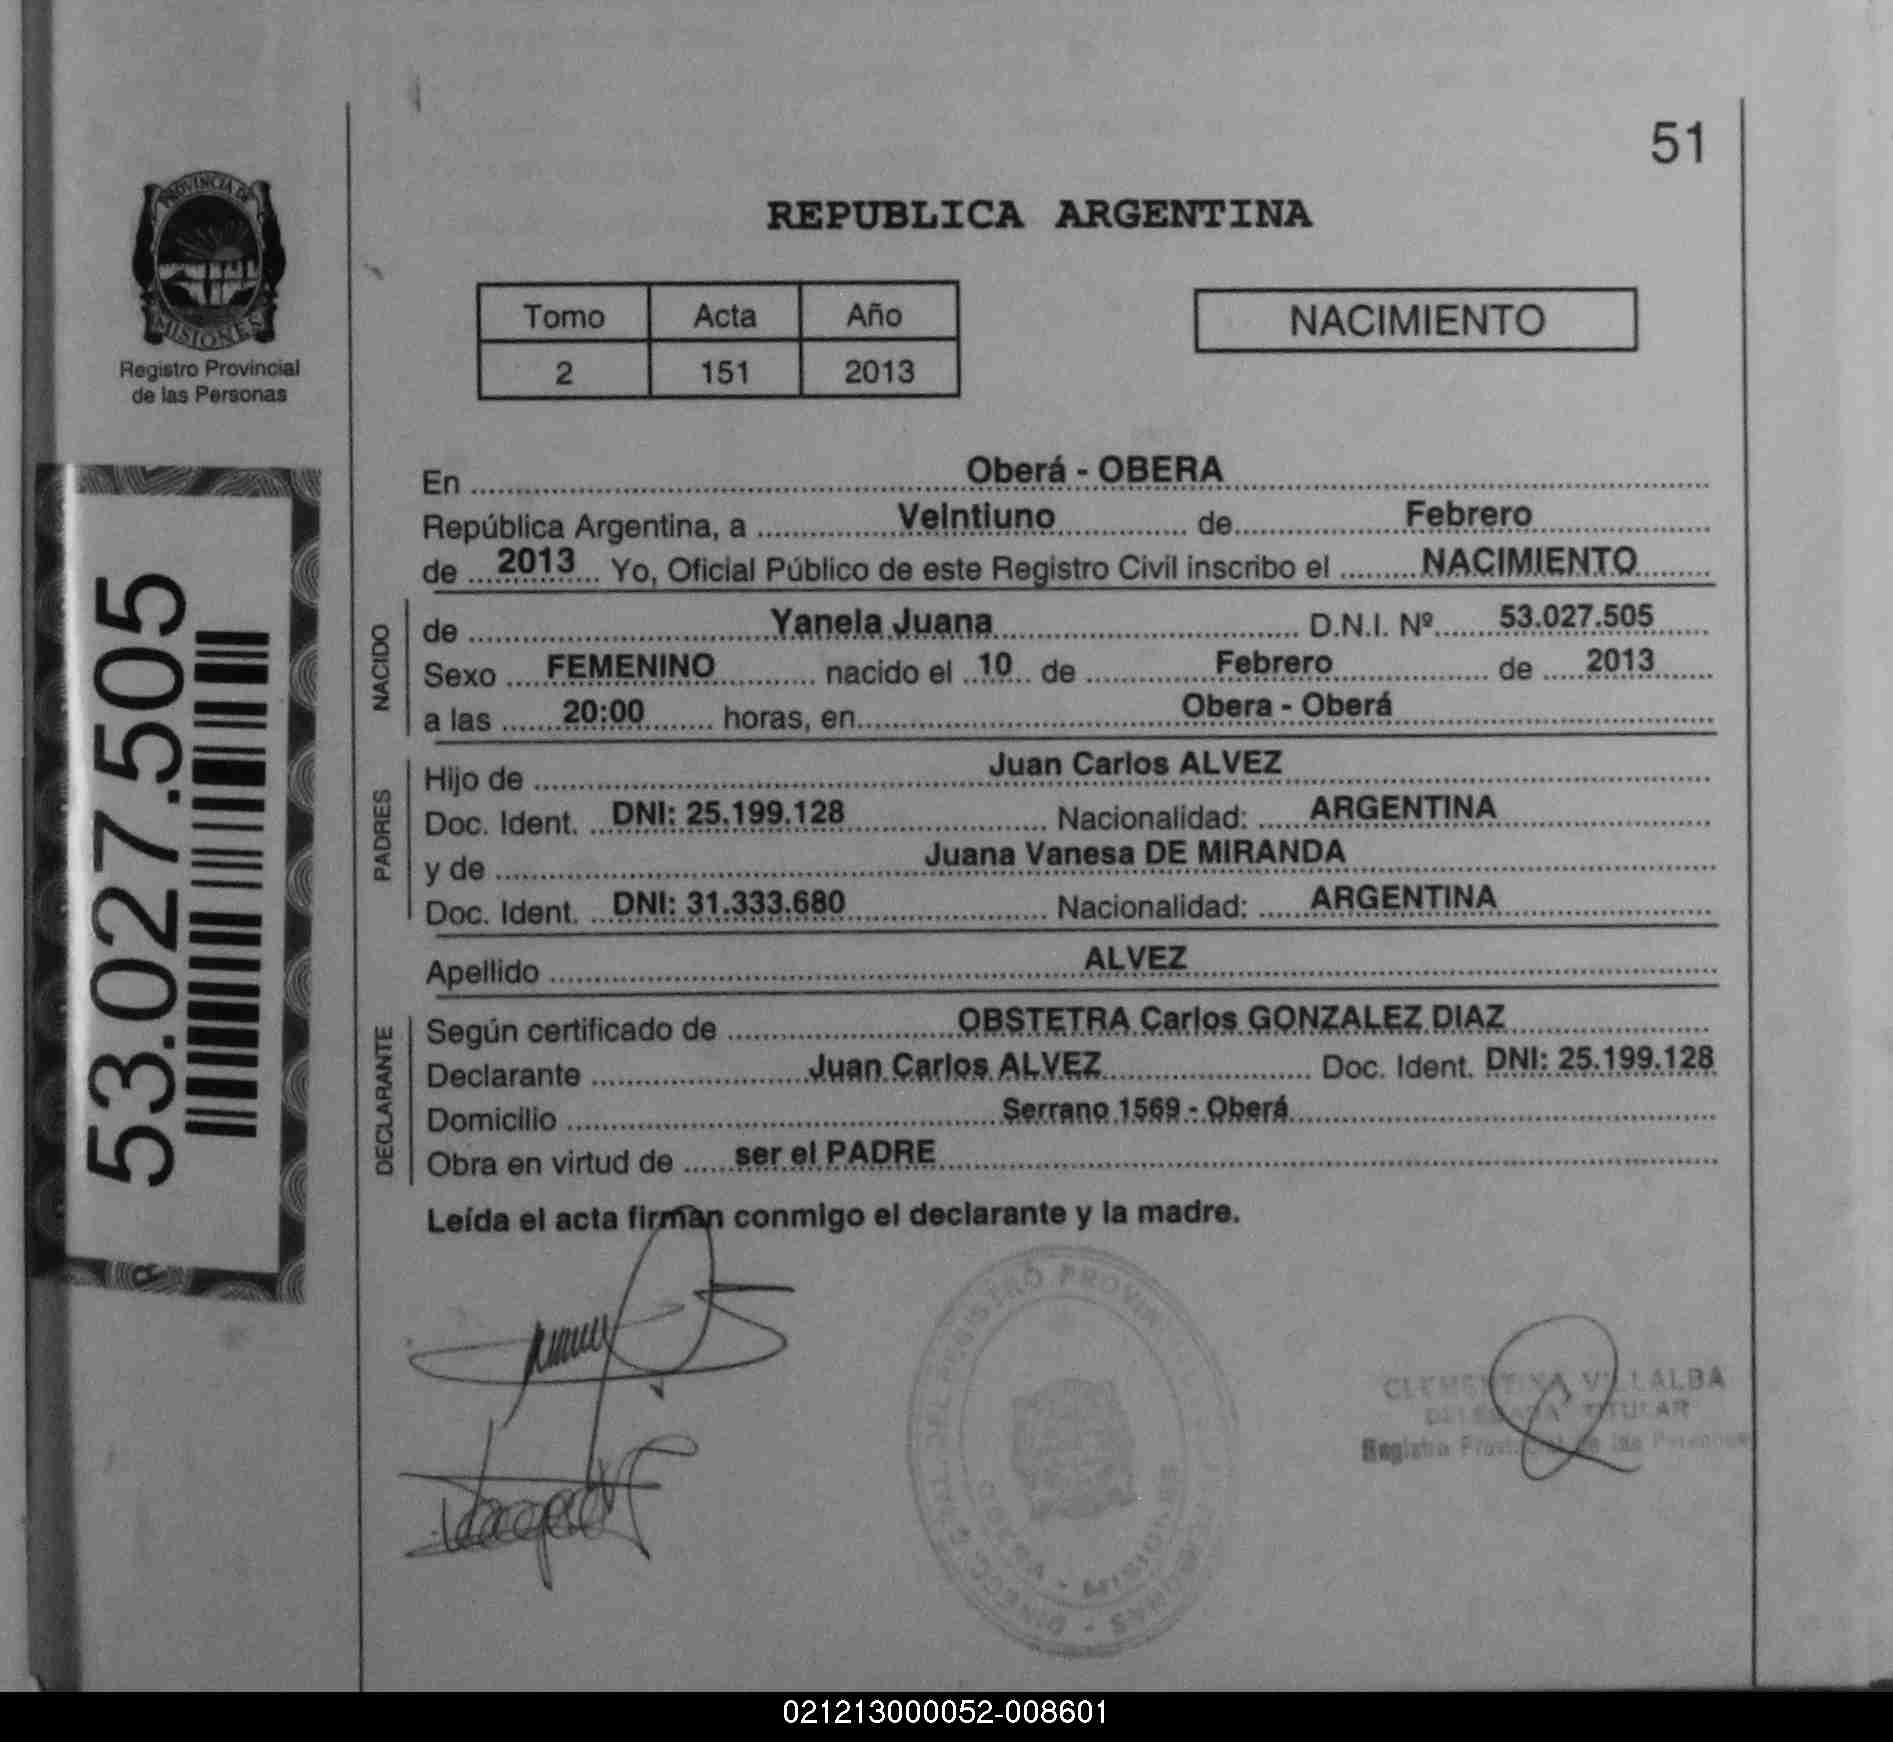 51
PROVINCIA DE
MISIONES
Registro Provincial
de las Personas
REPUBLICA ARGENTINA
Tomo Acta Año
2 151 2013
NACIMIENTO
53.027.505
En Oberá - OBERA
República Argentina, a Veintiuno de Febrero
de 2013 Yo, Oficial Público de este Registro Civil inscribo el NACIMIENTO
NACIDO
de Yanela Juana D.N.I. Nº 53.027.505
Sexo FEMENINO nacido el 10 de Febrero de 2013
a las 20:00 horas, en Obera - Oberá
PADRES
Hijo de Juan Carlos ALVEZ
Doc. Ident. DNI: 25.199.128 Nacionalidad: ARGENTINA
y de Juana Vanesa DE MIRANDA
Doc. Ident. DNI: 31.333.680 Nacionalidad: ARGENTINA
Apellido ALVEZ
DECLARANTE
Según certificado de OBSTETRA Carlos GONZALEZ DIAZ
Declarante Juan Carlos ALVEZ Doc. Ident. DNI: 25.199.128
Domicilio Serrano 1569 - Oberá
Obra en virtud de ser el PADRE
Leída el acta firman conmigo el declarante y la madre.
CLEMENTINA VILLALBA
DELEGADA TITULAR
Registro Provincial de las Personas
021213000052-008601